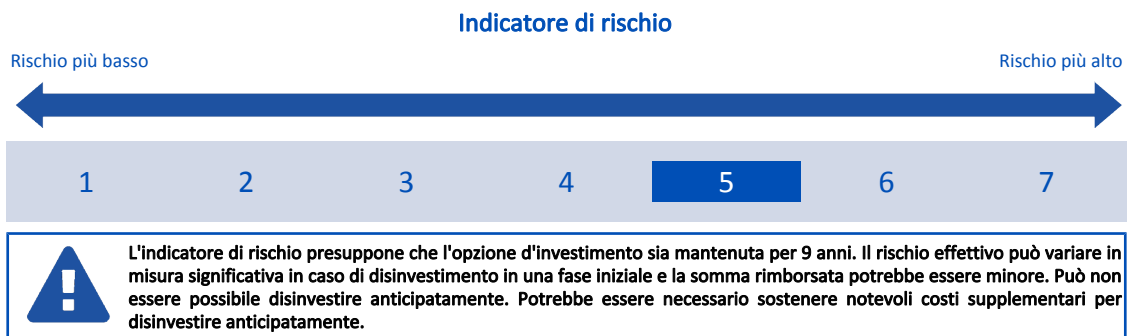 Indicatore di rischio
Rischio più basso
Rischio più alto
1 2 3 4 5 6 7
L'indicatore di rischio presuppone che l'opzione d'investimento sia mantenuta per 9 anni. Il rischio effettivo può variare in
misura significativa in caso di disinvestimento in una fase iniziale e la somma rimborsata potrebbe essere minore. Può non
essere possibile disinvestire anticipatamente. Potrebbe essere necessario sostenere notevoli costi supplementari per
disinvestire anticipatamente.